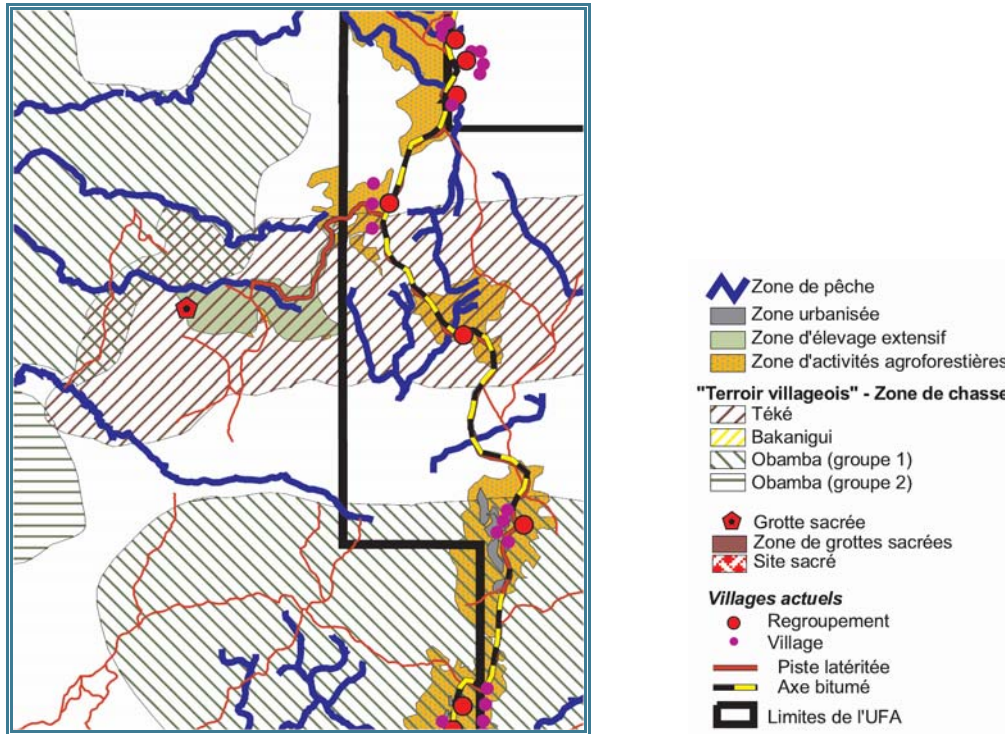 Zone de pêche
Zone urbanisée
Zone d'élevage extensif
Zone d'activités agroforestières
"Terroir villageois" - Zone de chasse
Téké
Bakanigui
Obamba (groupe 1)
Obamba (groupe 2)
Grotte sacrée
Zone de grottes sacrées
Site sacré
Villages actuels
Regroupement
Village
Piste latéritée
Axe bitumé
Limites de l'UFA